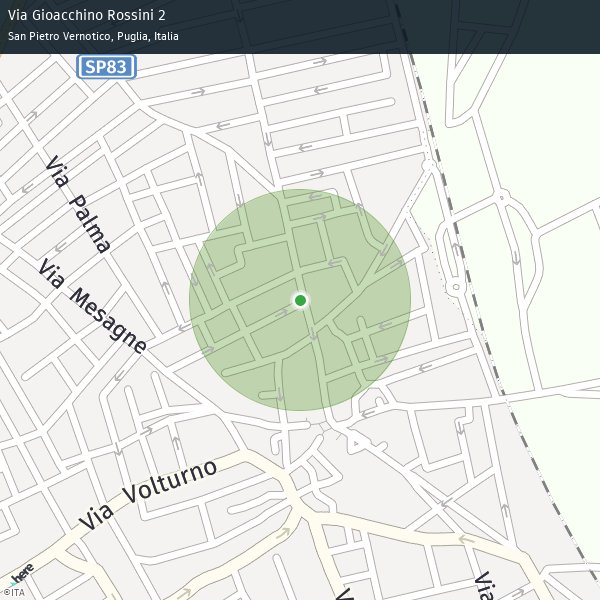 Via Gioacchino Rossini 2
San Pietro Vernotico, Puglia, Italia
SP83
Via Palma
Via Mesagne
Via Volturno
Via
here
©ITA